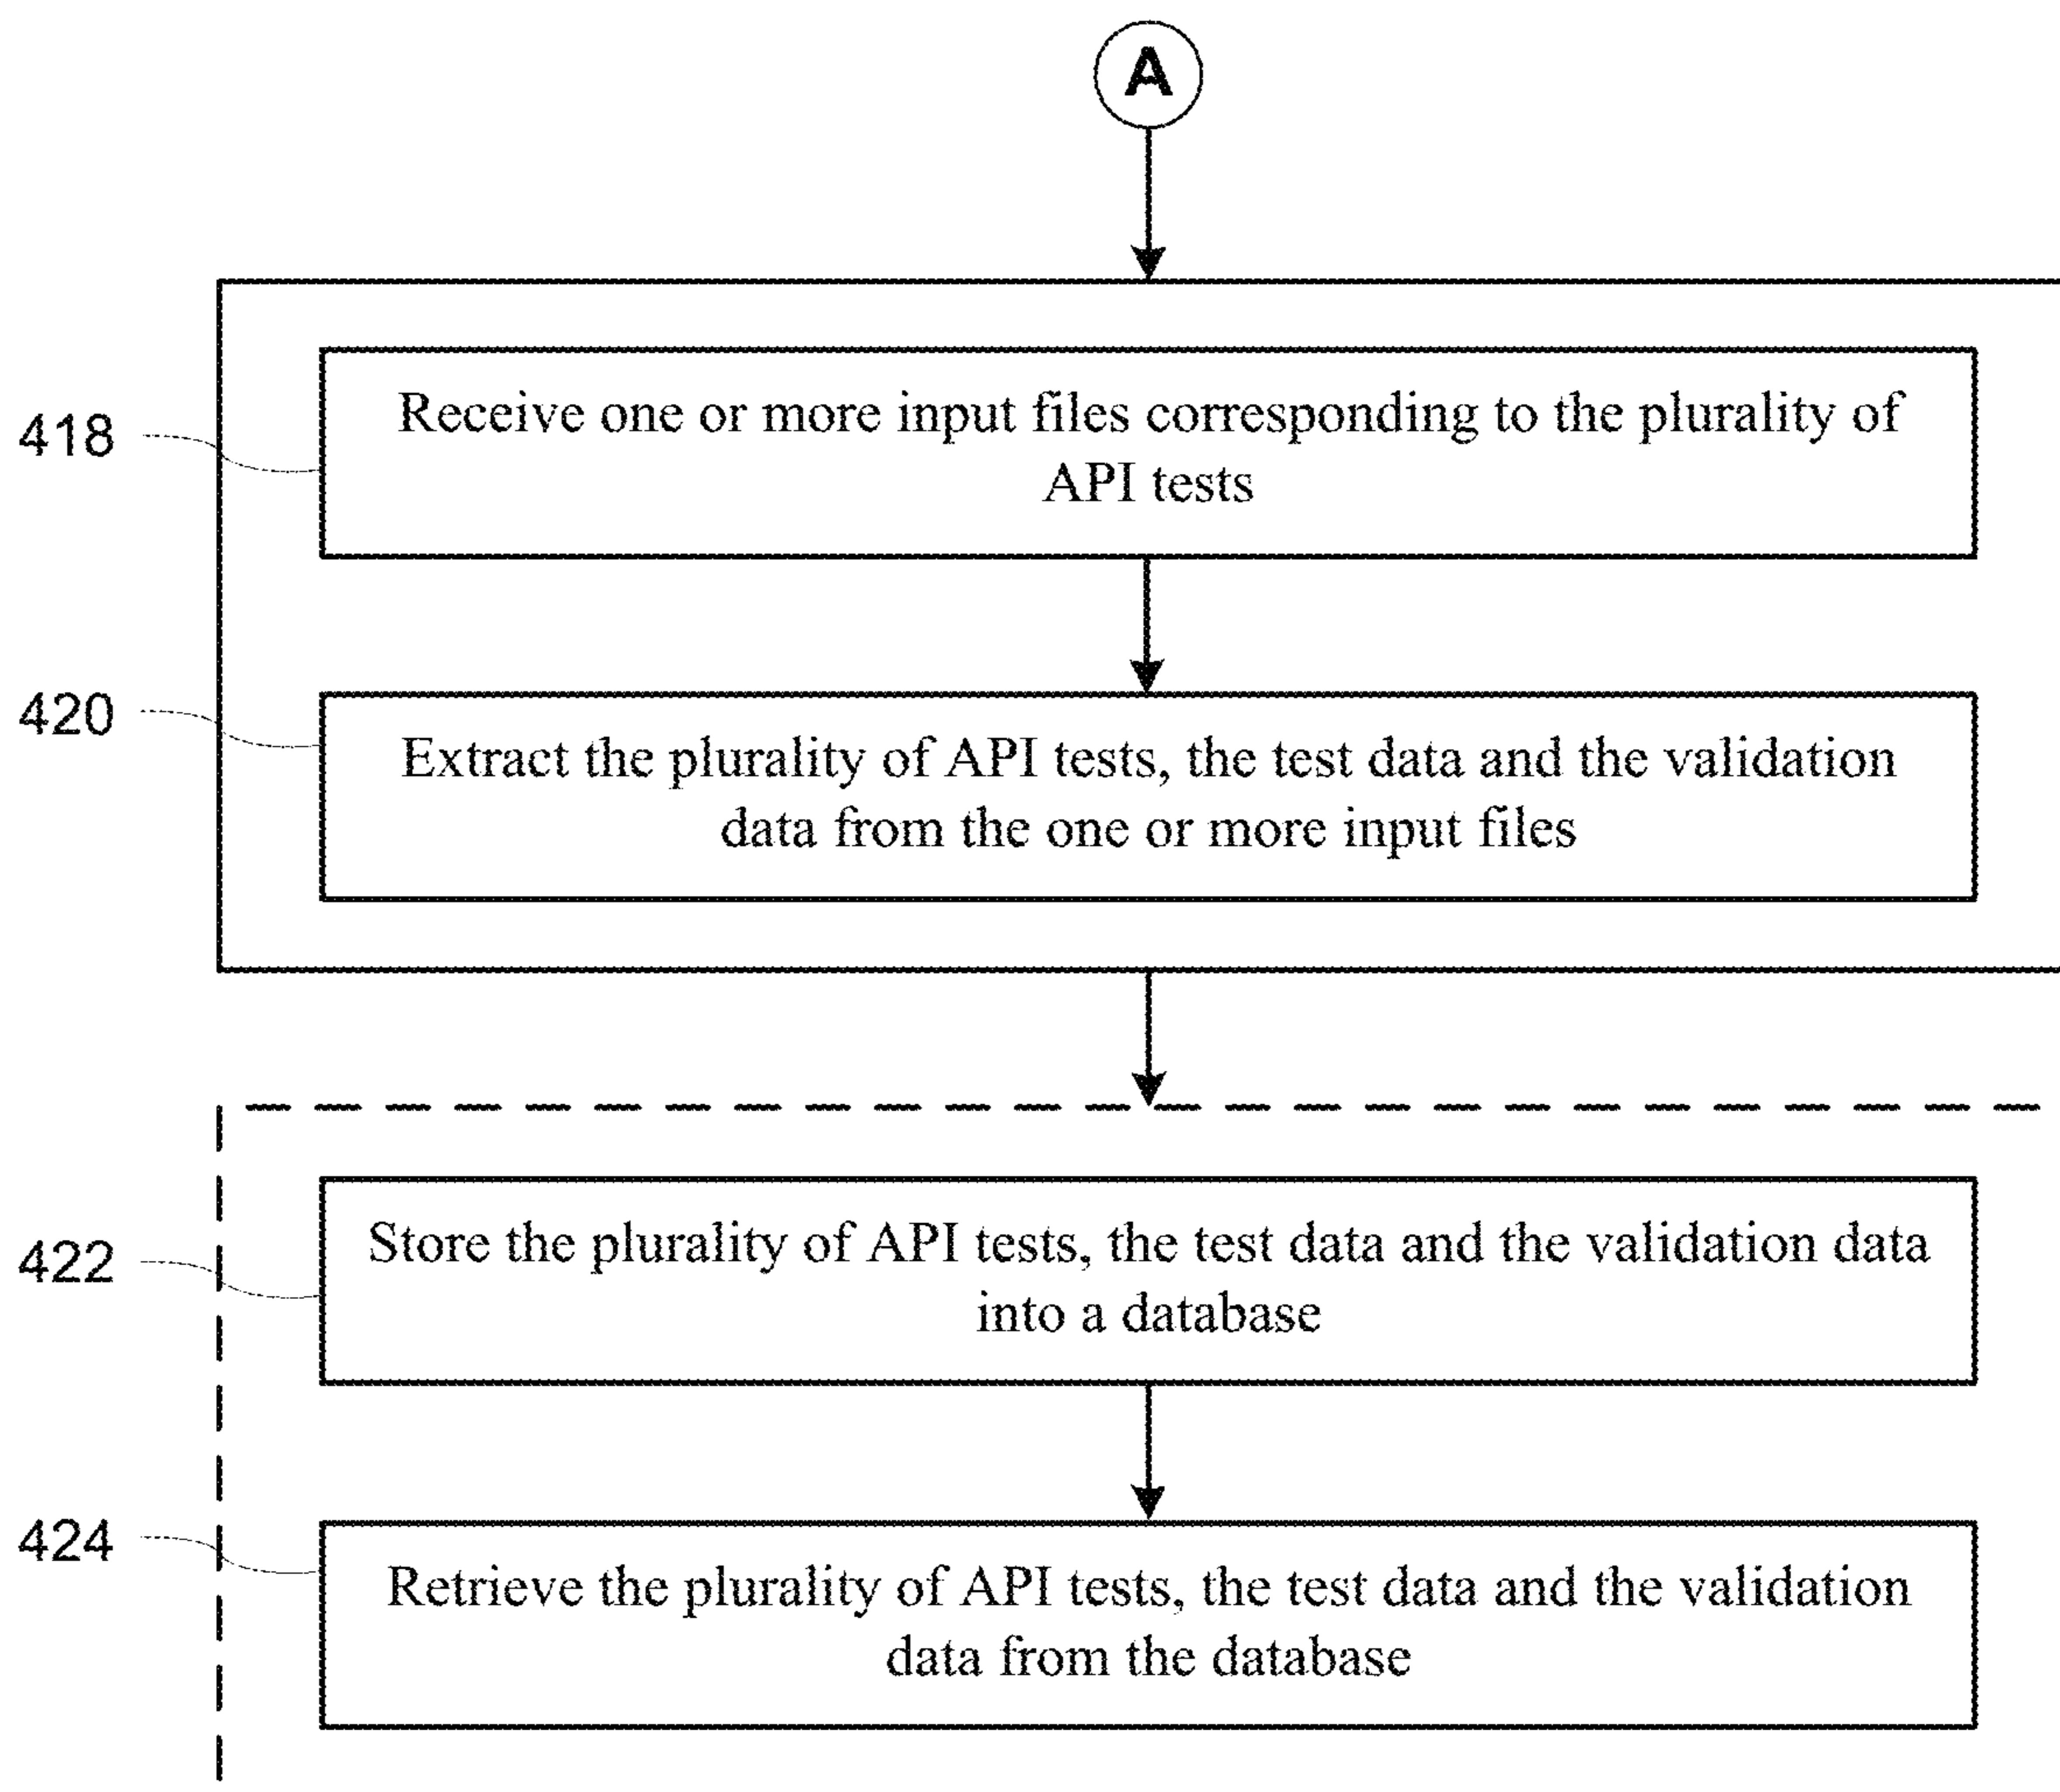 A
418
Receive one or more input files corresponding to the plurality of
API tests
420
Extract the plurality of API tests, the test data and the validation
data from the one or more input files
422
Store the plurality of API tests, the test data and the validation data
into a database
424
Retrieve the plurality of API tests, the test data and the validation
data from the database